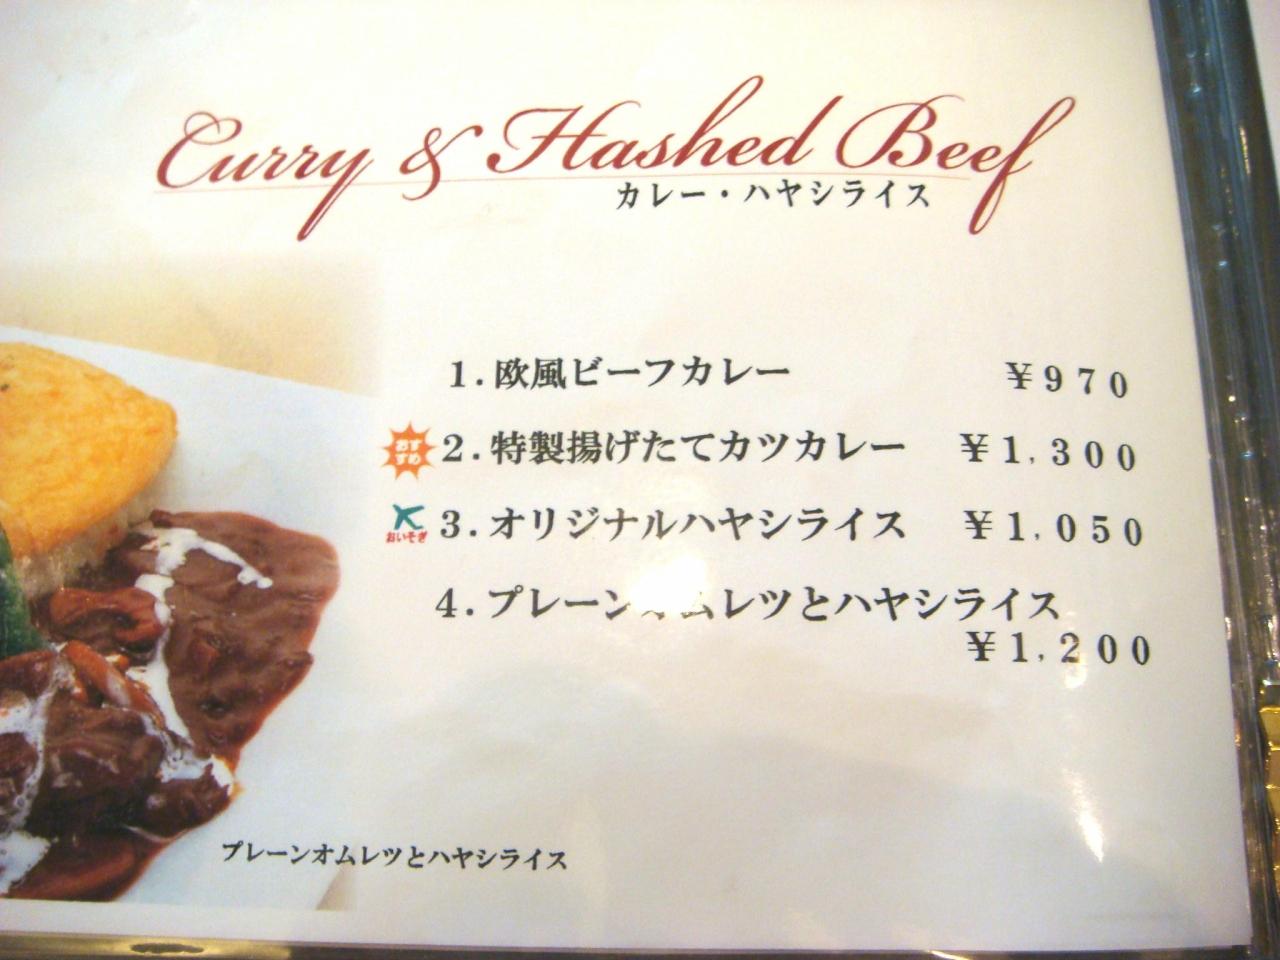 Curry & Hashed Beef
カレー・ハヤシライス
1.欧風ビーフカレー ¥970
おすすめ 2.特製揚げたてカツカレー ¥1,300
おいそぎ 3.オリジナルハヤシライス ¥1,050
4.プレーンオムレツとハヤシライス
¥1,200
プレーンオムレツとハヤシライス